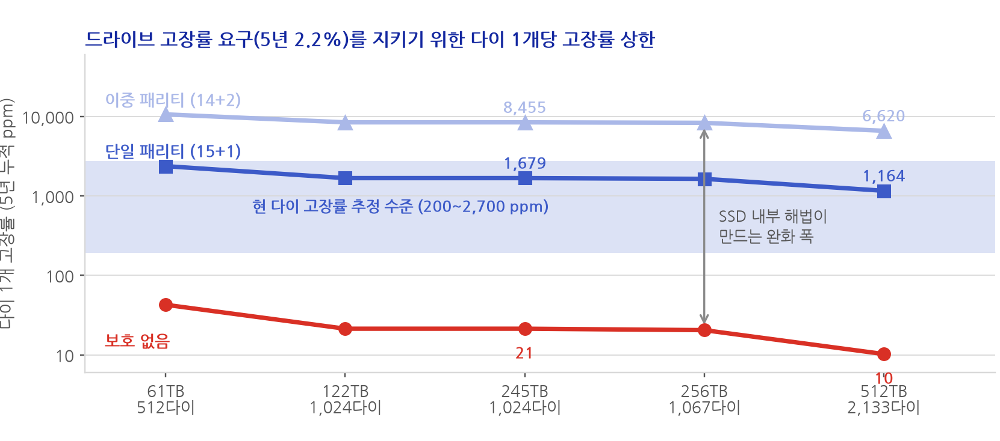 드라이브 고장률 요구(5년 2.2%)를 지키기 위한 다이 1개당 고장률 상한
다이 1개 고장률 (5년 누적 ppm)
10,000
1,000
100
10
이중 패리티 (14+2)
8,455
6,620
단일 패리티 (15+1)
1,679
1,164
현 다이 고장률 추정 수준 (200~2,700 ppm)
SSD 내부 해법이
만드는 완화 폭
보호 없음
21
10
61TB
512다이
122TB
1,024다이
245TB
1,024다이
256TB
1,067다이
512TB
2,133다이